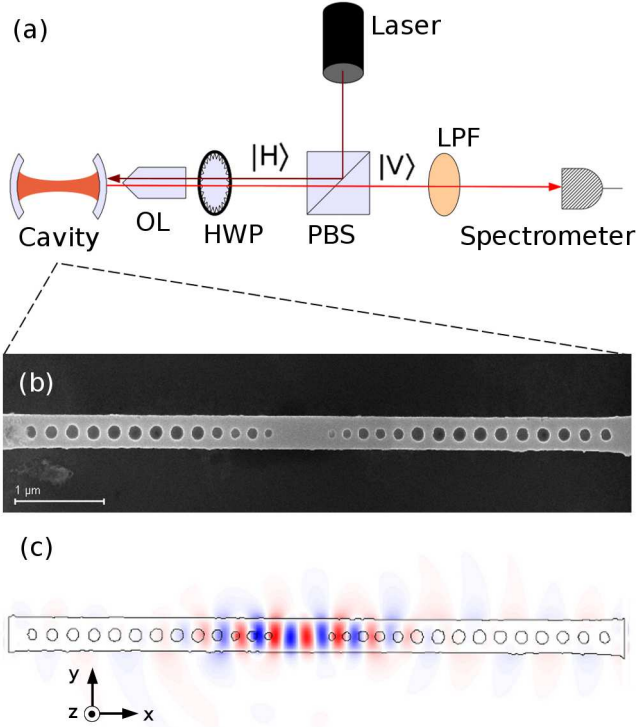 (a)
Laser
|H⟩
|V⟩
LPF
Cavity
OL
HWP
PBS
Spectrometer
(b)
1 µm
(c)
y
z
x